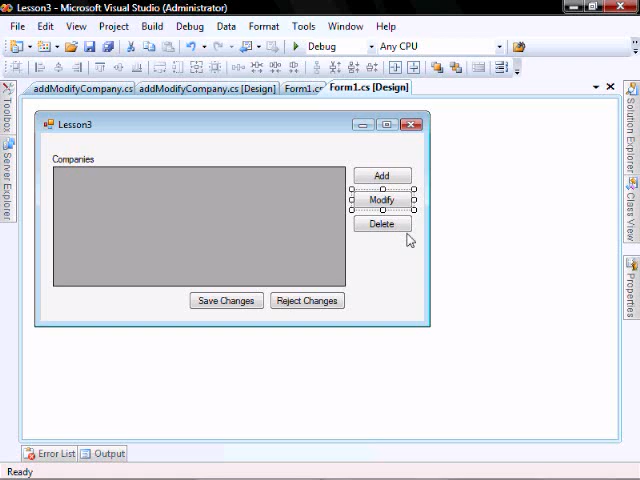 Lesson3 - Microsoft Visual Studio (Administrator)
File Edit View Project Build Debug Data Format Tools Window Help
Debug Any CPU
addModifyCompany.cs addModifyCompany.cs [Design] Form1.cs Form1.cs [Design]
Toolbox
Server Explorer
Solution Explorer
Class View
Properties
Lesson3
Companies
Add
Modify
Delete
Save Changes Reject Changes
Error List Output
Ready